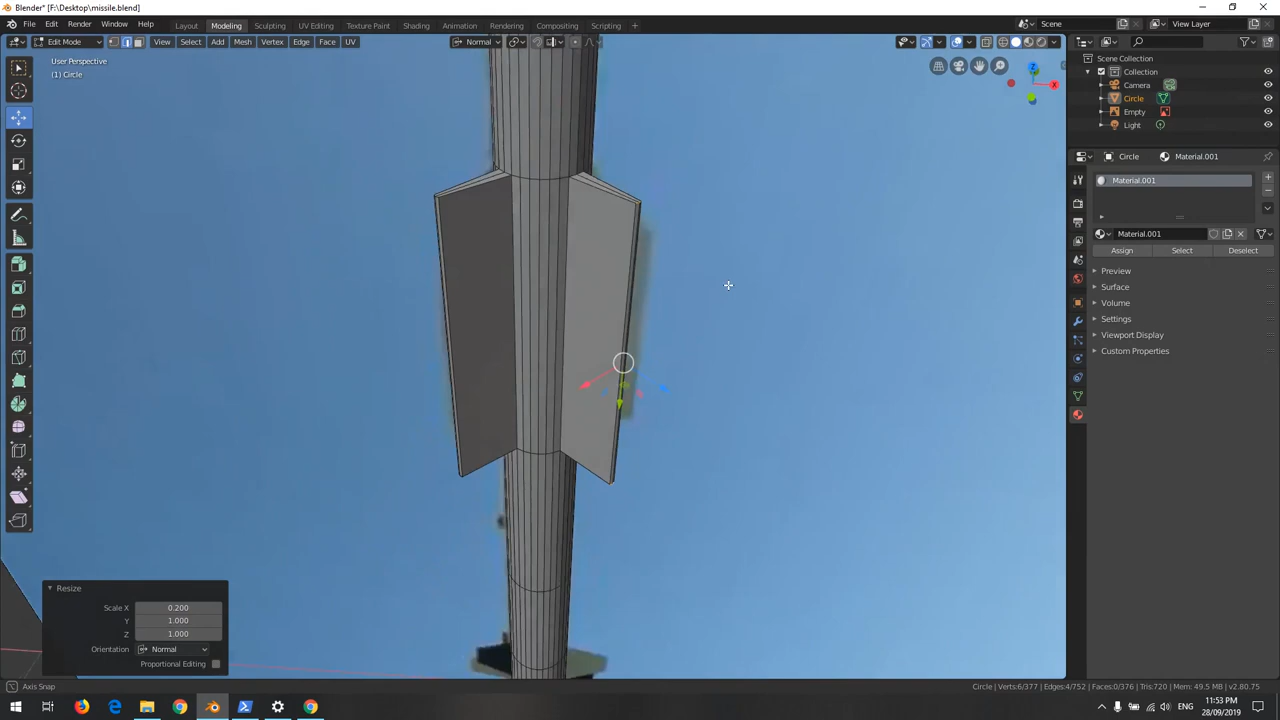 Blender* [F:\Desktop\missile.blend]
File Edit Render Window Help Layout Modeling Sculpting UV Editing Texture Paint Shading Animation Rendering Compositing Scripting Scene View Layer
Edit Mode View Select Add Mesh Vertex Edge Face UV Normal
User Perspective
(1) Circle
X
Z
Scene Collection
Collection
Camera
Circle
Empty
Light
Circle Material.001
Material.001
Material.001
Assign Select Deselect
Preview
Surface
Volume
Settings
Viewport Display
Custom Properties
Resize
Scale X 0.200
Y 1.000
Z 1.000
Orientation Normal
Proportional Editing
Axis Snap
Circle | Verts:6/377 | Edges:4/752 | Faces:0/376 | Tris:720 | Mem: 49.5 MB | v2.80.75
ENG
11:53 PM
28/09/2019